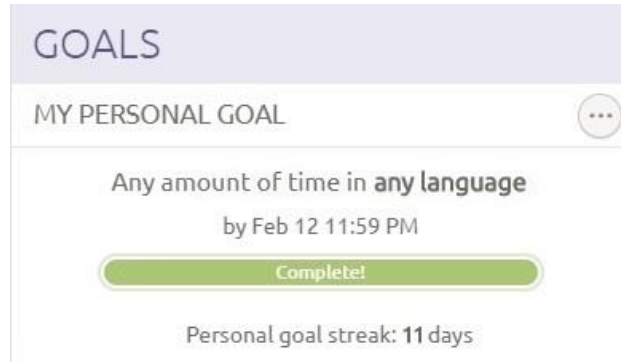 GOALS
MY PERSONAL GOAL
Any amount of time in any language
by Feb 12 11:59 PM
Complete!
Personal goal streak: 11 days